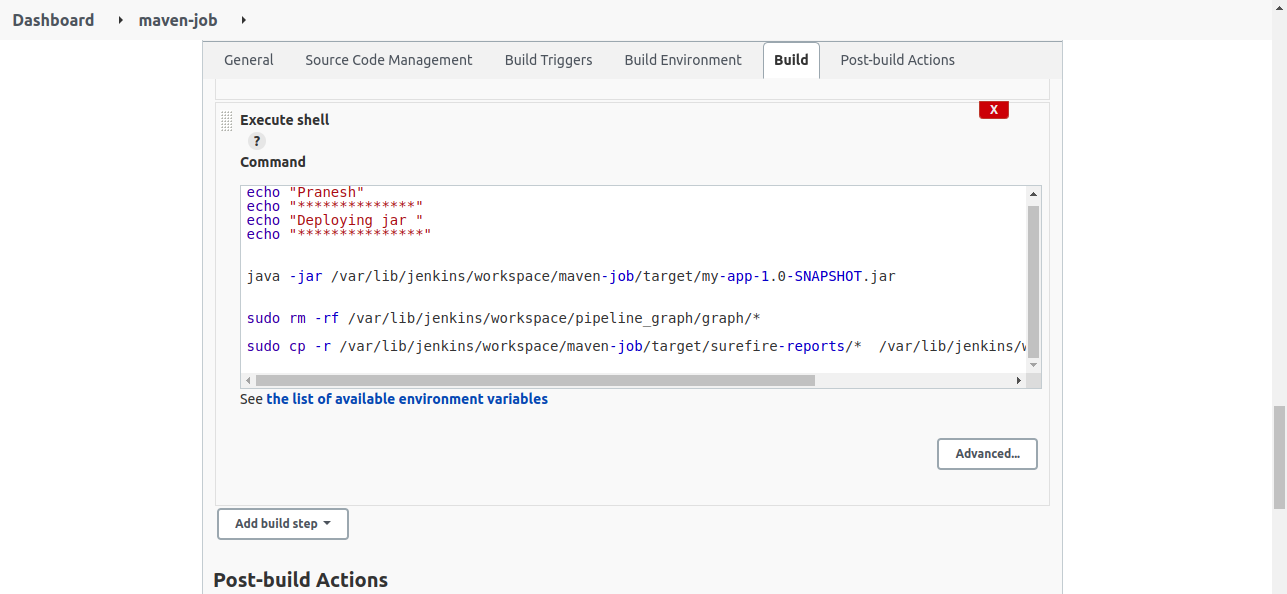 Dashboard maven-job
General Source Code Management Build Triggers Build Environment Build Post-build Actions
X
Execute shell
?
Command
echo "Pranesh"
echo "**************"
echo "Deploying jar "
echo "***************"
java -jar /var/lib/jenkins/workspace/maven-job/target/my-app-1.0-SNAPSHOT.jar
sudo rm -rf /var/lib/jenkins/workspace/pipeline_graph/graph/*
sudo cp -r /var/lib/jenkins/workspace/maven-job/target/surefire-reports/*  /var/lib/jenkins/
See the list of available environment variables
Advanced...
Add build step
Post-build Actions